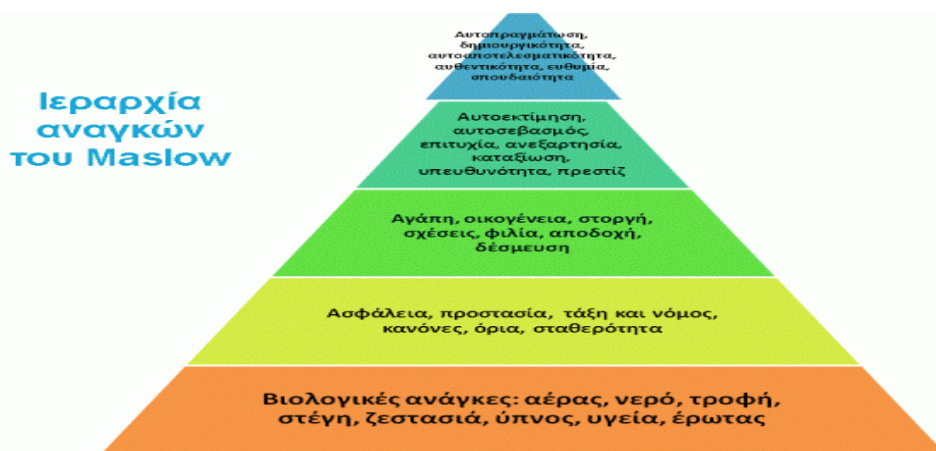 Ιεραρχία
αναγκών
του Maslow
Αυτοπραγμάτωση,
δημιουργικότητα,
αυτοαποτελεσματικότητα,
αυθεντικότητα, ευθυμία,
σπουδαιότητα
Αυτοεκτίμηση,
αυτοσεβασμός,
επιτυχία, ανεξαρτησία,
καταξίωση,
υπευθυνότητα, πρεστίζ
Αγάπη, οικογένεια, στοργή,
σχέσεις, φιλία, αποδοχή,
δέσμευση
Ασφάλεια, προστασία, τάξη και νόμος,
κανόνες, όρια, σταθερότητα
Βιολογικές ανάγκες: αέρας, νερό, τροφή,
στέγη, ζεστασιά, ύπνος, υγεία, έρωτας